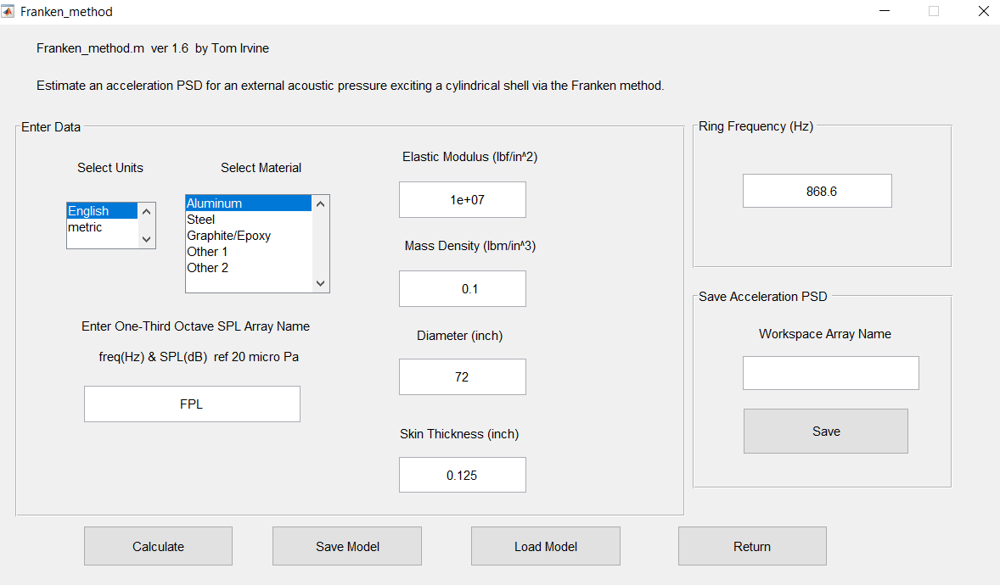 Franken_method
Franken_method.m ver 1.6 by Tom Irvine
Estimate an acceleration PSD for an external acoustic pressure exciting a cylindrical shell via the Franken method.
Enter Data
Select Units
English
metric
Select Material
Aluminum
Steel
Graphite/Epoxy
Other 1
Other 2
Enter One-Third Octave SPL Array Name
freq(Hz) & SPL(dB) ref 20 micro Pa
FPL
Elastic Modulus (lbf/in^2)
1e+07
Mass Density (lbm/in^3)
0.1
Diameter (inch)
72
Skin Thickness (inch)
0.125
Ring Frequency (Hz)
868.6
Save Acceleration PSD
Workspace Array Name
Save
Calculate
Save Model
Load Model
Return